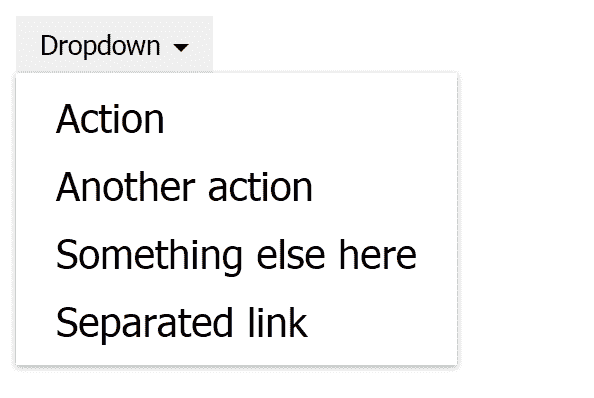 Dropdown
Action
Another action
Something else here
Separated link